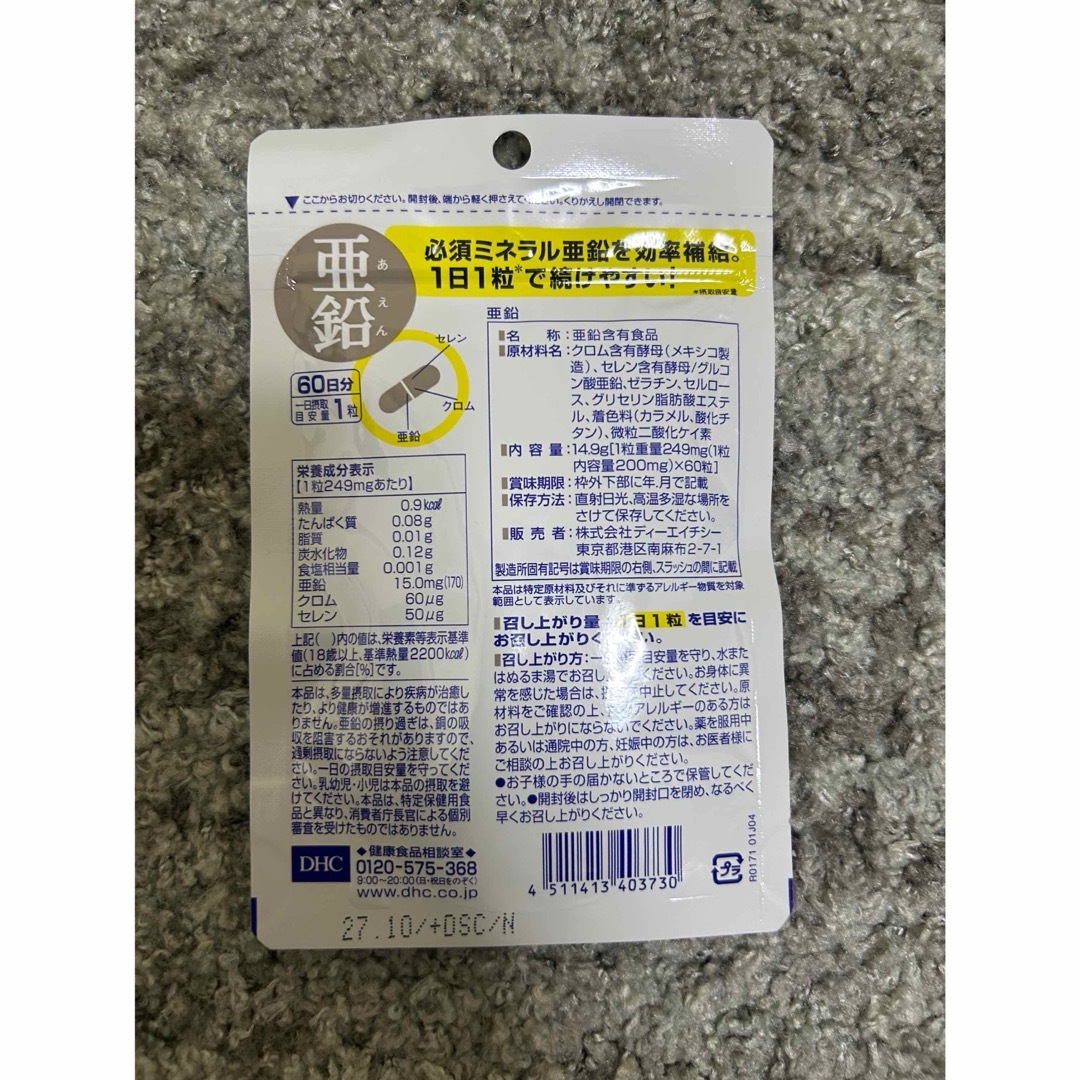 ▼ここからお切りください。開封後、端から軽く押さえて くりかえし開閉できます。
亜鉛
あえん
必須ミネラル亜鉛を効率補給。
1日1粒*で続けやすい!
*摂取目安量
60日分
一日摂取目安量 1粒
セレン
クロム
亜鉛
栄養成分表示
【1粒249mgあたり】
熱量 0.9kcal
たんぱく質 0.08g
脂質 0.01g
炭水化物 0.12g
食塩相当量 0.001g
亜鉛 15.0mg(170)
クロム 60μg
セレン 50μg
上記( )内の値は、栄養素等表示基準
値(18歳以上、基準熱量2200kcal)
に占める割合[%]です。
本品は、多量摂取により疾病が治癒し
たり、より健康が増進するものではあ
りません。亜鉛の摂り過ぎは、銅の吸
収を阻害するおそれがありますので、
過剰摂取にならないよう注意してくだ
さい。一日の摂取目安量を守ってくだ
さい。乳幼児・小児は本品の摂取を避
けてください。本品は、特定保健用食
品と異なり、消費者庁長官による個別
審査を受けたものではありません。
亜鉛
名 称:亜鉛含有食品
原材料名:クロム含有酵母(メキシコ製
造)、セレン含有酵母/グルコ
ン酸亜鉛、ゼラチン、セルロー
ス、グリセリン脂肪酸エステ
ル、着色料(カラメル、酸化チ
タン)、微粒二酸化ケイ素
内 容 量:14.9g[1粒重量249mg(1粒
内容量200mg)×60粒]
賞味期限:枠外下部に年、月で記載
保存方法:直射日光、高温多湿な場所を
さけて保存してください。
販 売 者:株式会社ディーエイチシー
東京都港区南麻布2-7-1
製造所固有記号は賞味期限の右側、スラッシュの間に記載
本品は特定原材料及びそれに準ずるアレルギー物質を対象
範囲として表示しています。
召し上がり量 1日1粒 を目安に
お召し上がりください。
召し上がり方:一 目安量を守り、水また
はぬるま湯でお召し ください。お身体に異
常を感じた場合は、 中止してください。原
材料をご確認の上、 アレルギーのある方は
お召し上がりにならないでください。薬を服用中
あるいは通院中の方、妊娠中の方は、お医者様に
ご相談の上お召し上がりください。
●お子様の手の届かないところで保管してくだ
さい。●開封後はしっかり開封口を閉め、なるべく
早くお召し上がりください。
DHC
◆健康食品相談室◆
0120-575-368
9:00~20:00(日・祝日をのぞく)
www.dhc.co.jp
4 511413 403730
プラ
R0171 01J04
27.10/+DSC/N